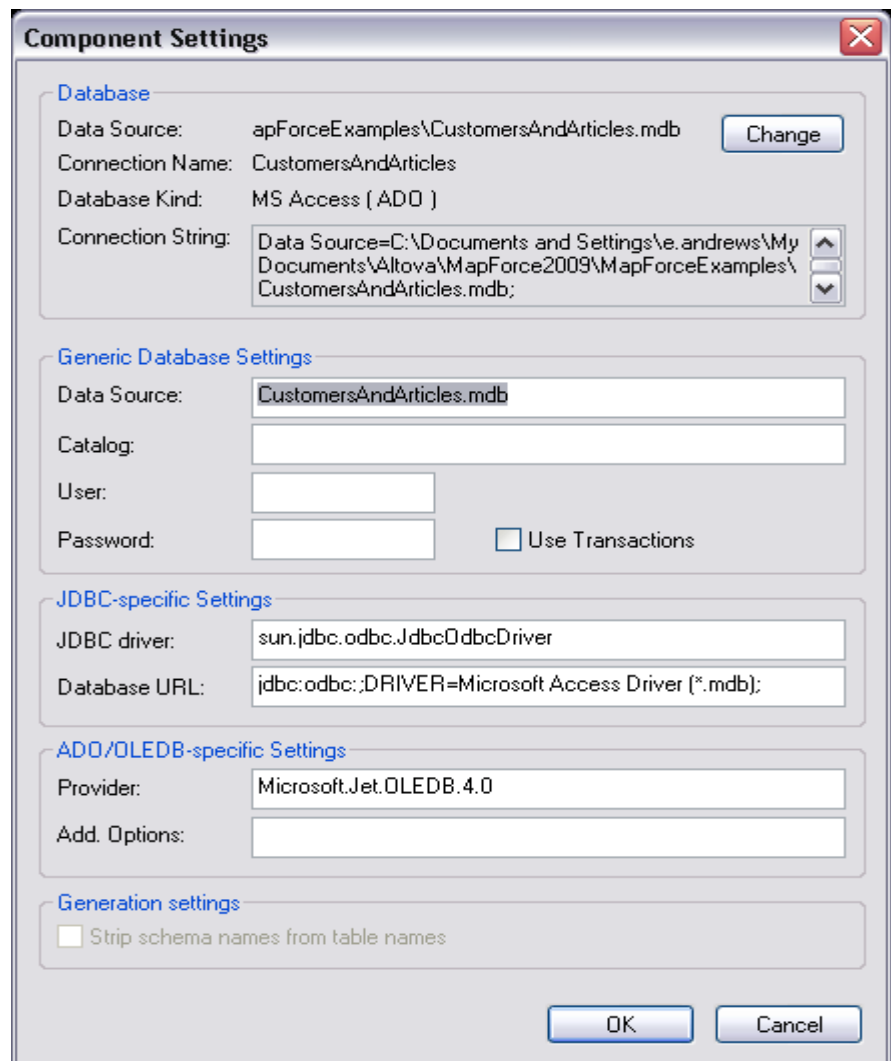 Component Settings
Database
Data Source: apForceExamples\CustomersAndArticles.mdb Change
Connection Name: CustomersAndArticles
Database Kind: MS Access ( ADO )
Connection String: Data Source=C:\Documents and Settings\e.andrews\My
Documents\Altova\MapForce2009\MapForceExamples\
CustomersAndArticles.mdb;
Generic Database Settings
Data Source: CustomersAndArticles.mdb
Catalog:
User:
Password: Use Transactions
JDBC-specific Settings
JDBC driver: sun.jdbc.odbc.JdbcOdbcDriver
Database URL: jdbc:odbc:;DRIVER=Microsoft Access Driver (*.mdb);
ADO/OLEDB-specific Settings
Provider: Microsoft.Jet.OLEDB.4.0
Add. Options:
Generation settings
Strip schema names from table names
OK Cancel